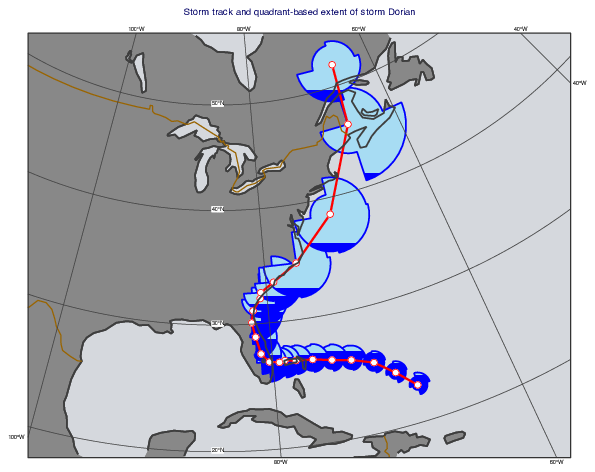 Storm track and quadrant-based extent of storm Dorian
100°W
80°W
60°W
40°W
40°W
50°N
40°N
30°N
100°W
20°N
80°W
60°W